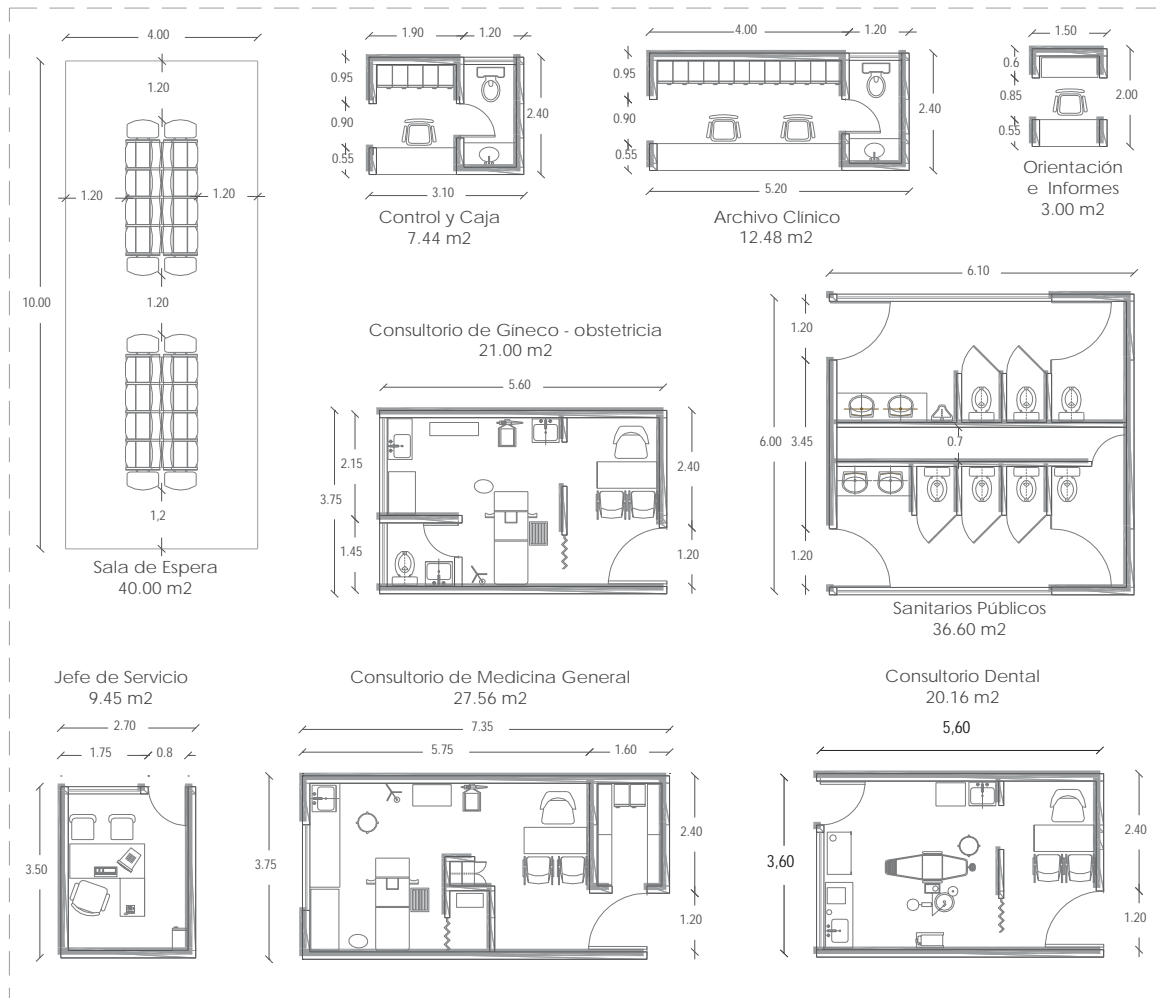 4.00
1.20
1.20
1.20
1.20
1,2
10.00
Sala de Espera
40.00 m2
1.90
1.20
0.95
0.90
0.55
2.40
3.10
Control y Caja
7.44 m2
4.00
1.20
0.95
0.90
0.55
2.40
5.20
Archivo Clínico
12.48 m2
1.50
0.6
0.85
0.55
2.00
Orientación
e Informes
3.00 m2
Consultorio de Gíneco - obstetricia
21.00 m2
5.60
2.15
3.75
1.45
2.40
1.20
6.10
1.20
6.00
3.45
0.7
1.20
Sanitarios Públicos
36.60 m2
Jefe de Servicio
9.45 m2
2.70
1.75
0.8
3.50
Consultorio de Medicina General
27.56 m2
7.35
5.75
1.60
3.75
2.40
1.20
Consultorio Dental
20.16 m2
5,60
3,60
2.40
1.20